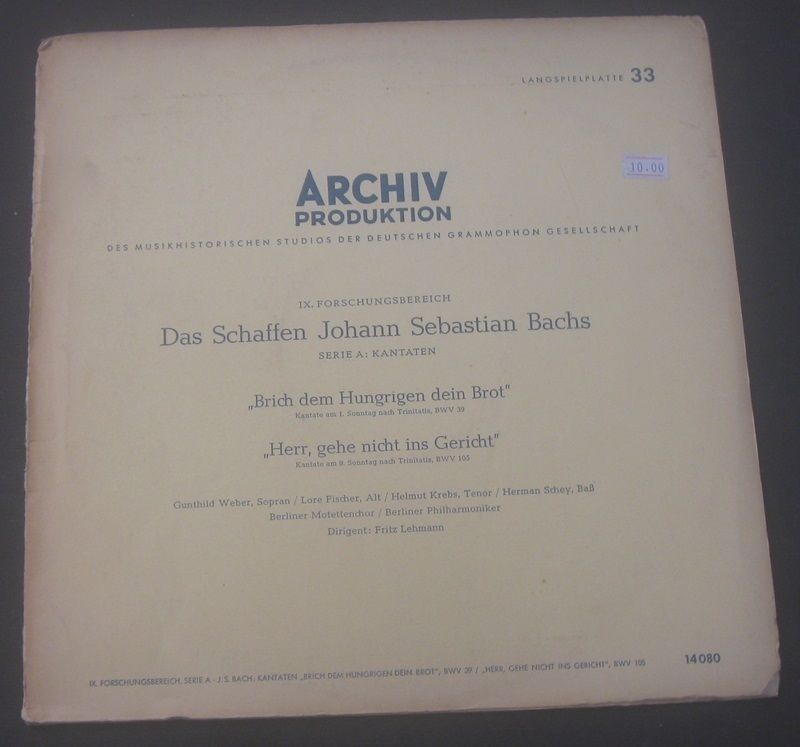 LANGSPIELPLATTE 33
10.00
ARCHIV
PRODUKTION
DES MUSIKHISTORISCHEN STUDIOS DER DEUTSCHEN GRAMMOPHON GESELLSCHAFT
IX. FORSCHUNGSBEREICH
Das Schaffen Johann Sebastian Bachs
SERIE A: KANTATEN
„Brich dem Hungrigen dein Brot"
Kantate am 1. Sonntag nach Trinitatis, BWV 39
„Herr, gehe nicht ins Gericht"
Kantate am 9. Sonntag nach Trinitatis, BWV 105
Gunthild Weber, Sopran / Lore Fischer, Alt / Helmut Krebs, Tenor / Herman Schey, Baß
Berliner Motettenchor / Berliner Philharmoniker
Dirigent: Fritz Lehmann
IX. FORSCHUNGSBEREICH, SERIE A - J. S. BACH: KANTATEN „BRICH DEM HUNGRIGEN DEIN BROT", BWV 39 / „HERR, GEHE NICHT INS GERICHT", BWV 105
14080